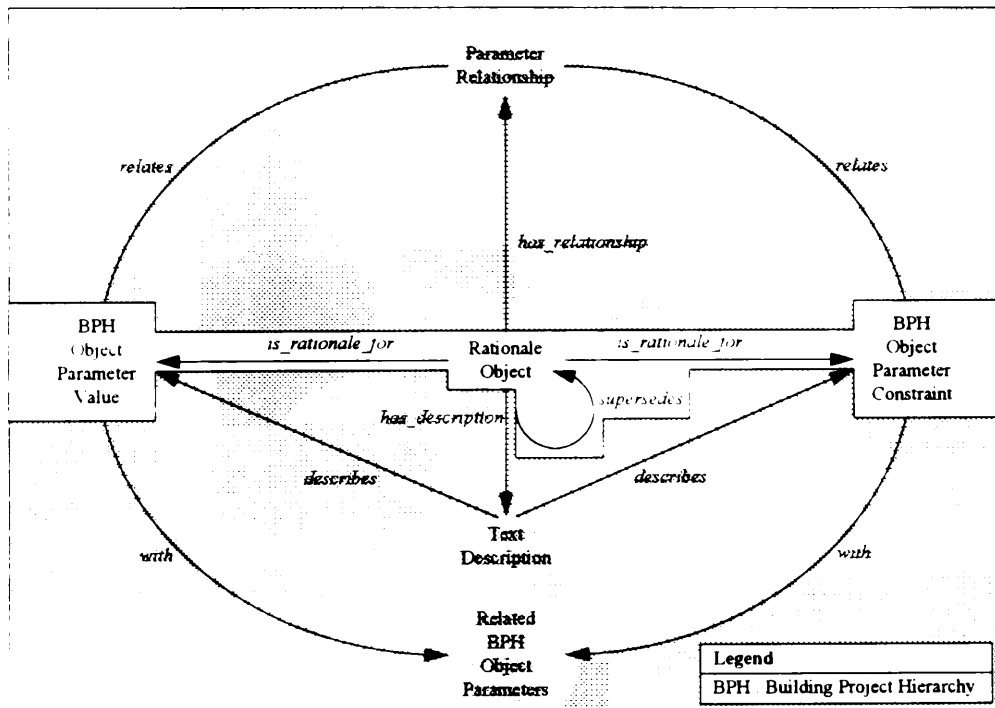 Parameter
Relationship
relates
relates
has_relationship
BPH
Object
Parameter
Value
is_rationale_for
Rationale
Object
is_rationale_for
BPH
Object
Parameter
Constraint
supersedes
has_description
describes
describes
Text
Description
with
with
Related
BPH
Object
Parameters
Legend
BPH Building Project Hierarchy